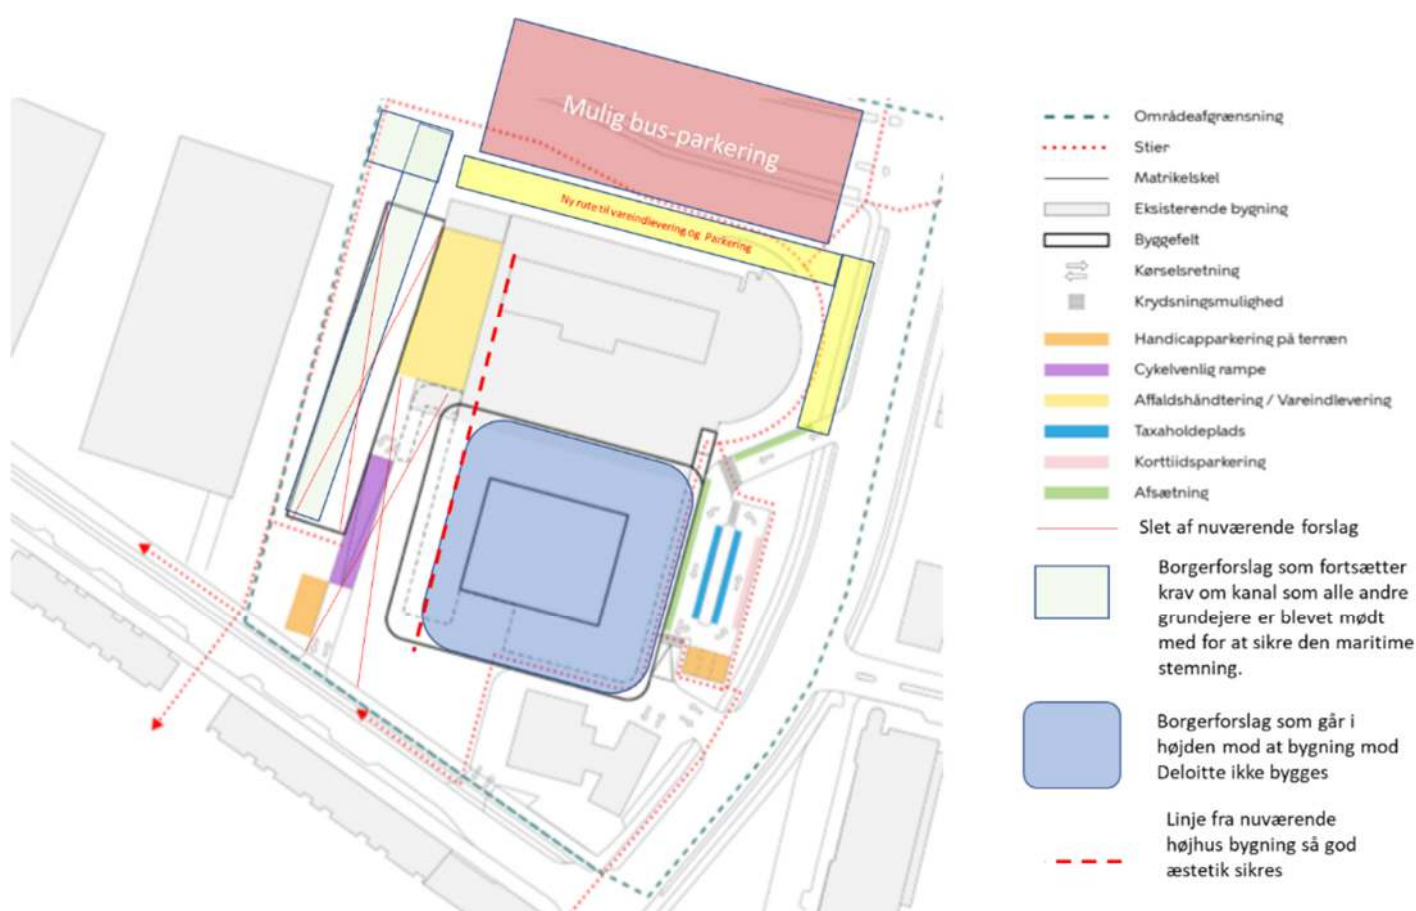 Mulig bus-parkering
Ny rute til vareindlevering og Parkering
Områdeafgrænsning
Stier
Matrikelskel
Eksisterende bygning
Byggefelt
Kørselsretning
Krydsningsmulighed
Handicapparkering på terræn
Cykelvenlig rampe
Affaldshåndtering / Vareindlevering
Taxaholdeplads
Korttiidsparkering
Afsætning
Slet af nuværende forslag
Borgerforslag som fortsætter
krav om kanal som alle andre
grundejere er blevet mødt
med for at sikre den maritime
stemning.
Borgerforslag som går i
højden mod at bygning mod
Deloitte ikke bygges
Linje fra nuværende
højhus bygning så god
æstetik sikres